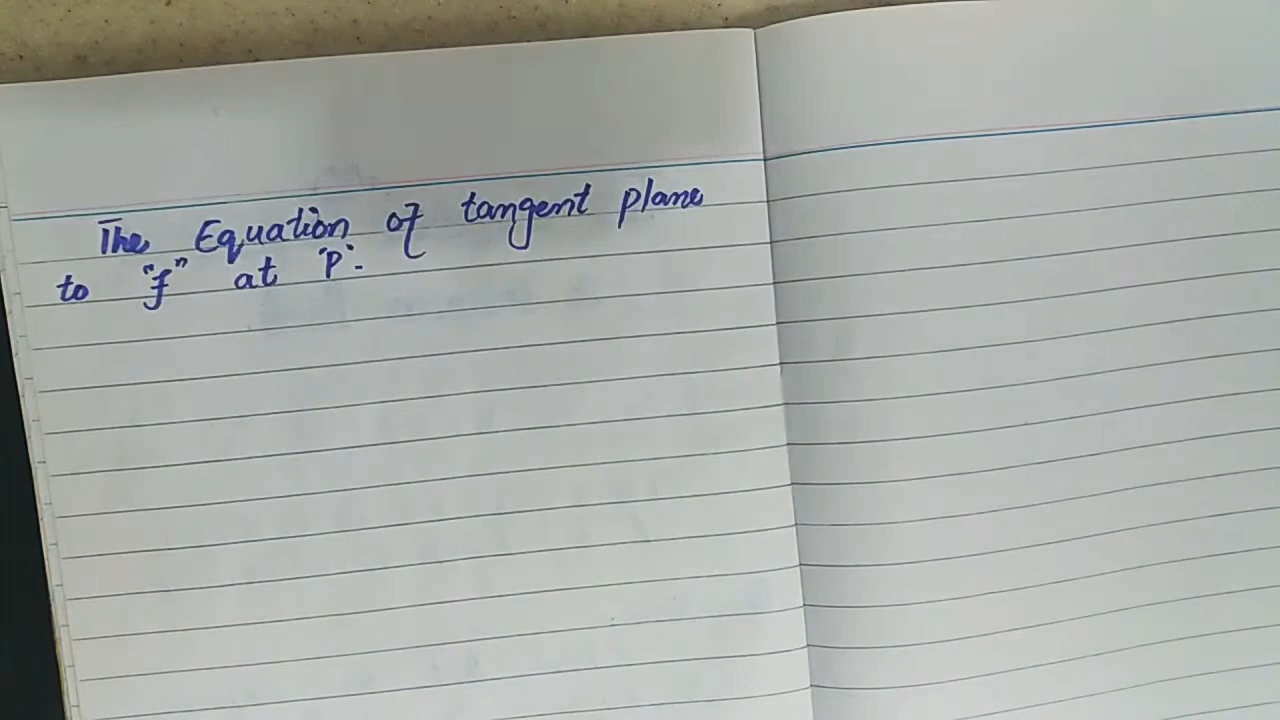 The Equation of tangent plane
to "f" at 'P'.